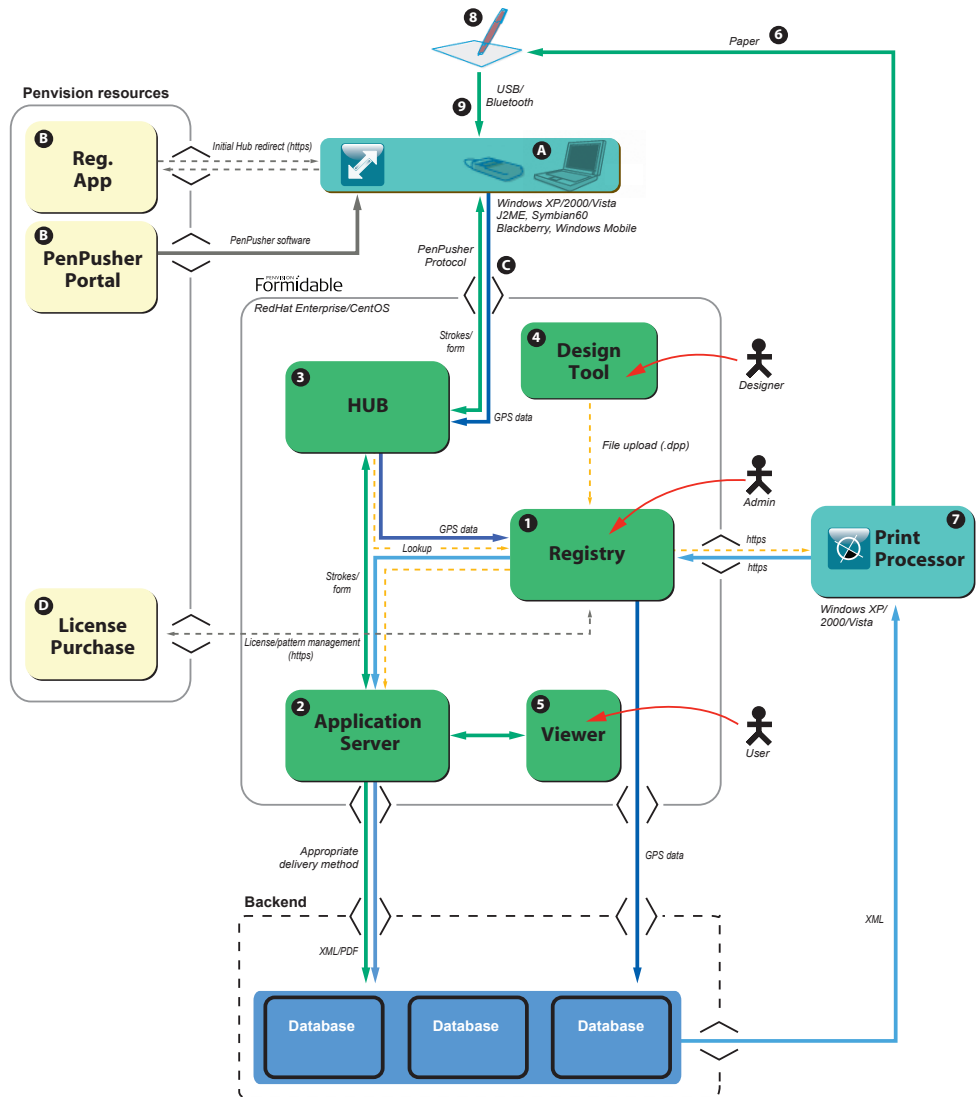 8
Paper 6
USB/
Bluetooth
9
Penvision resources
B
Reg.
App
Initial Hub redirect (https)
A
Windows XP/2000/Vista
J2ME, Symbian60
Blackberry, Windows Mobile
B
PenPusher
Portal
PenPusher software
PenPusher
Protocol
C
PENVISION
Formidable
RedHat Enterprise/CentOS
Strokes/
form
4
Design
Tool
Designer
3
HUB
GPS data
File upload (.dpp)
Admin
1
Registry
GPS data
Lookup
https
https
7
Print
Processor
Windows XP/
2000/Vista
Strokes/
form
D
License
Purchase
License/pattern management
(https)
2
Application
Server
5
Viewer
User
Appropriate
delivery method
GPS data
Backend
XML/PDF
XML
Database
Database
Database